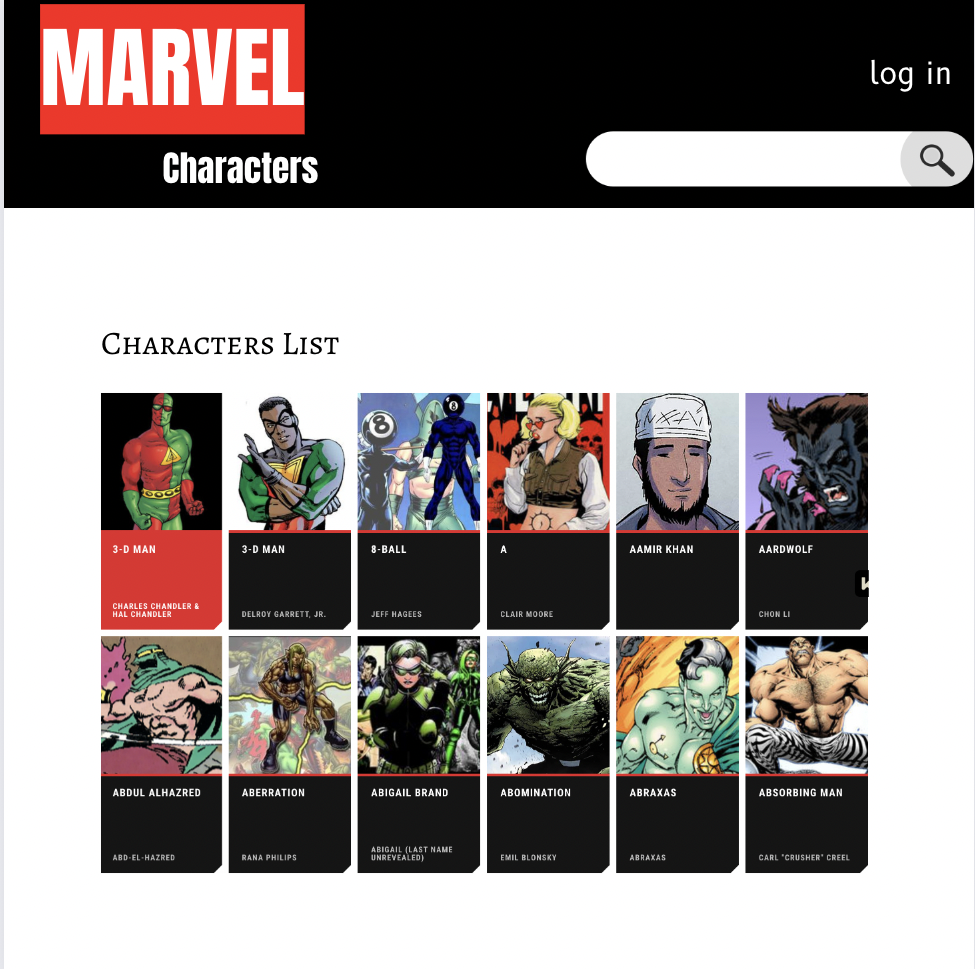 MARVEL
log in
Characters
CHARACTERS LIST
8
8
3-D MAN
3-D MAN
8-BALL
A
AAMIR KHAN
AARDWOLF
CHARLES CHANDLER &
HAL CHANDLER
DELROY GARRETT, JR.
JEFF HAGEES
CLAIR MOORE
CHON LI
ABDUL ALHAZRED
ABERRATION
ABIGAIL BRAND
ABOMINATION
ABRAXAS
ABSORBING MAN
ABD-EL-HAZRED
RANA PHILIPS
ABIGAIL (LAST NAME
UNREVEALED)
EMIL BLONSKY
ABRAXAS
CARL "CRUSHER" CREEL